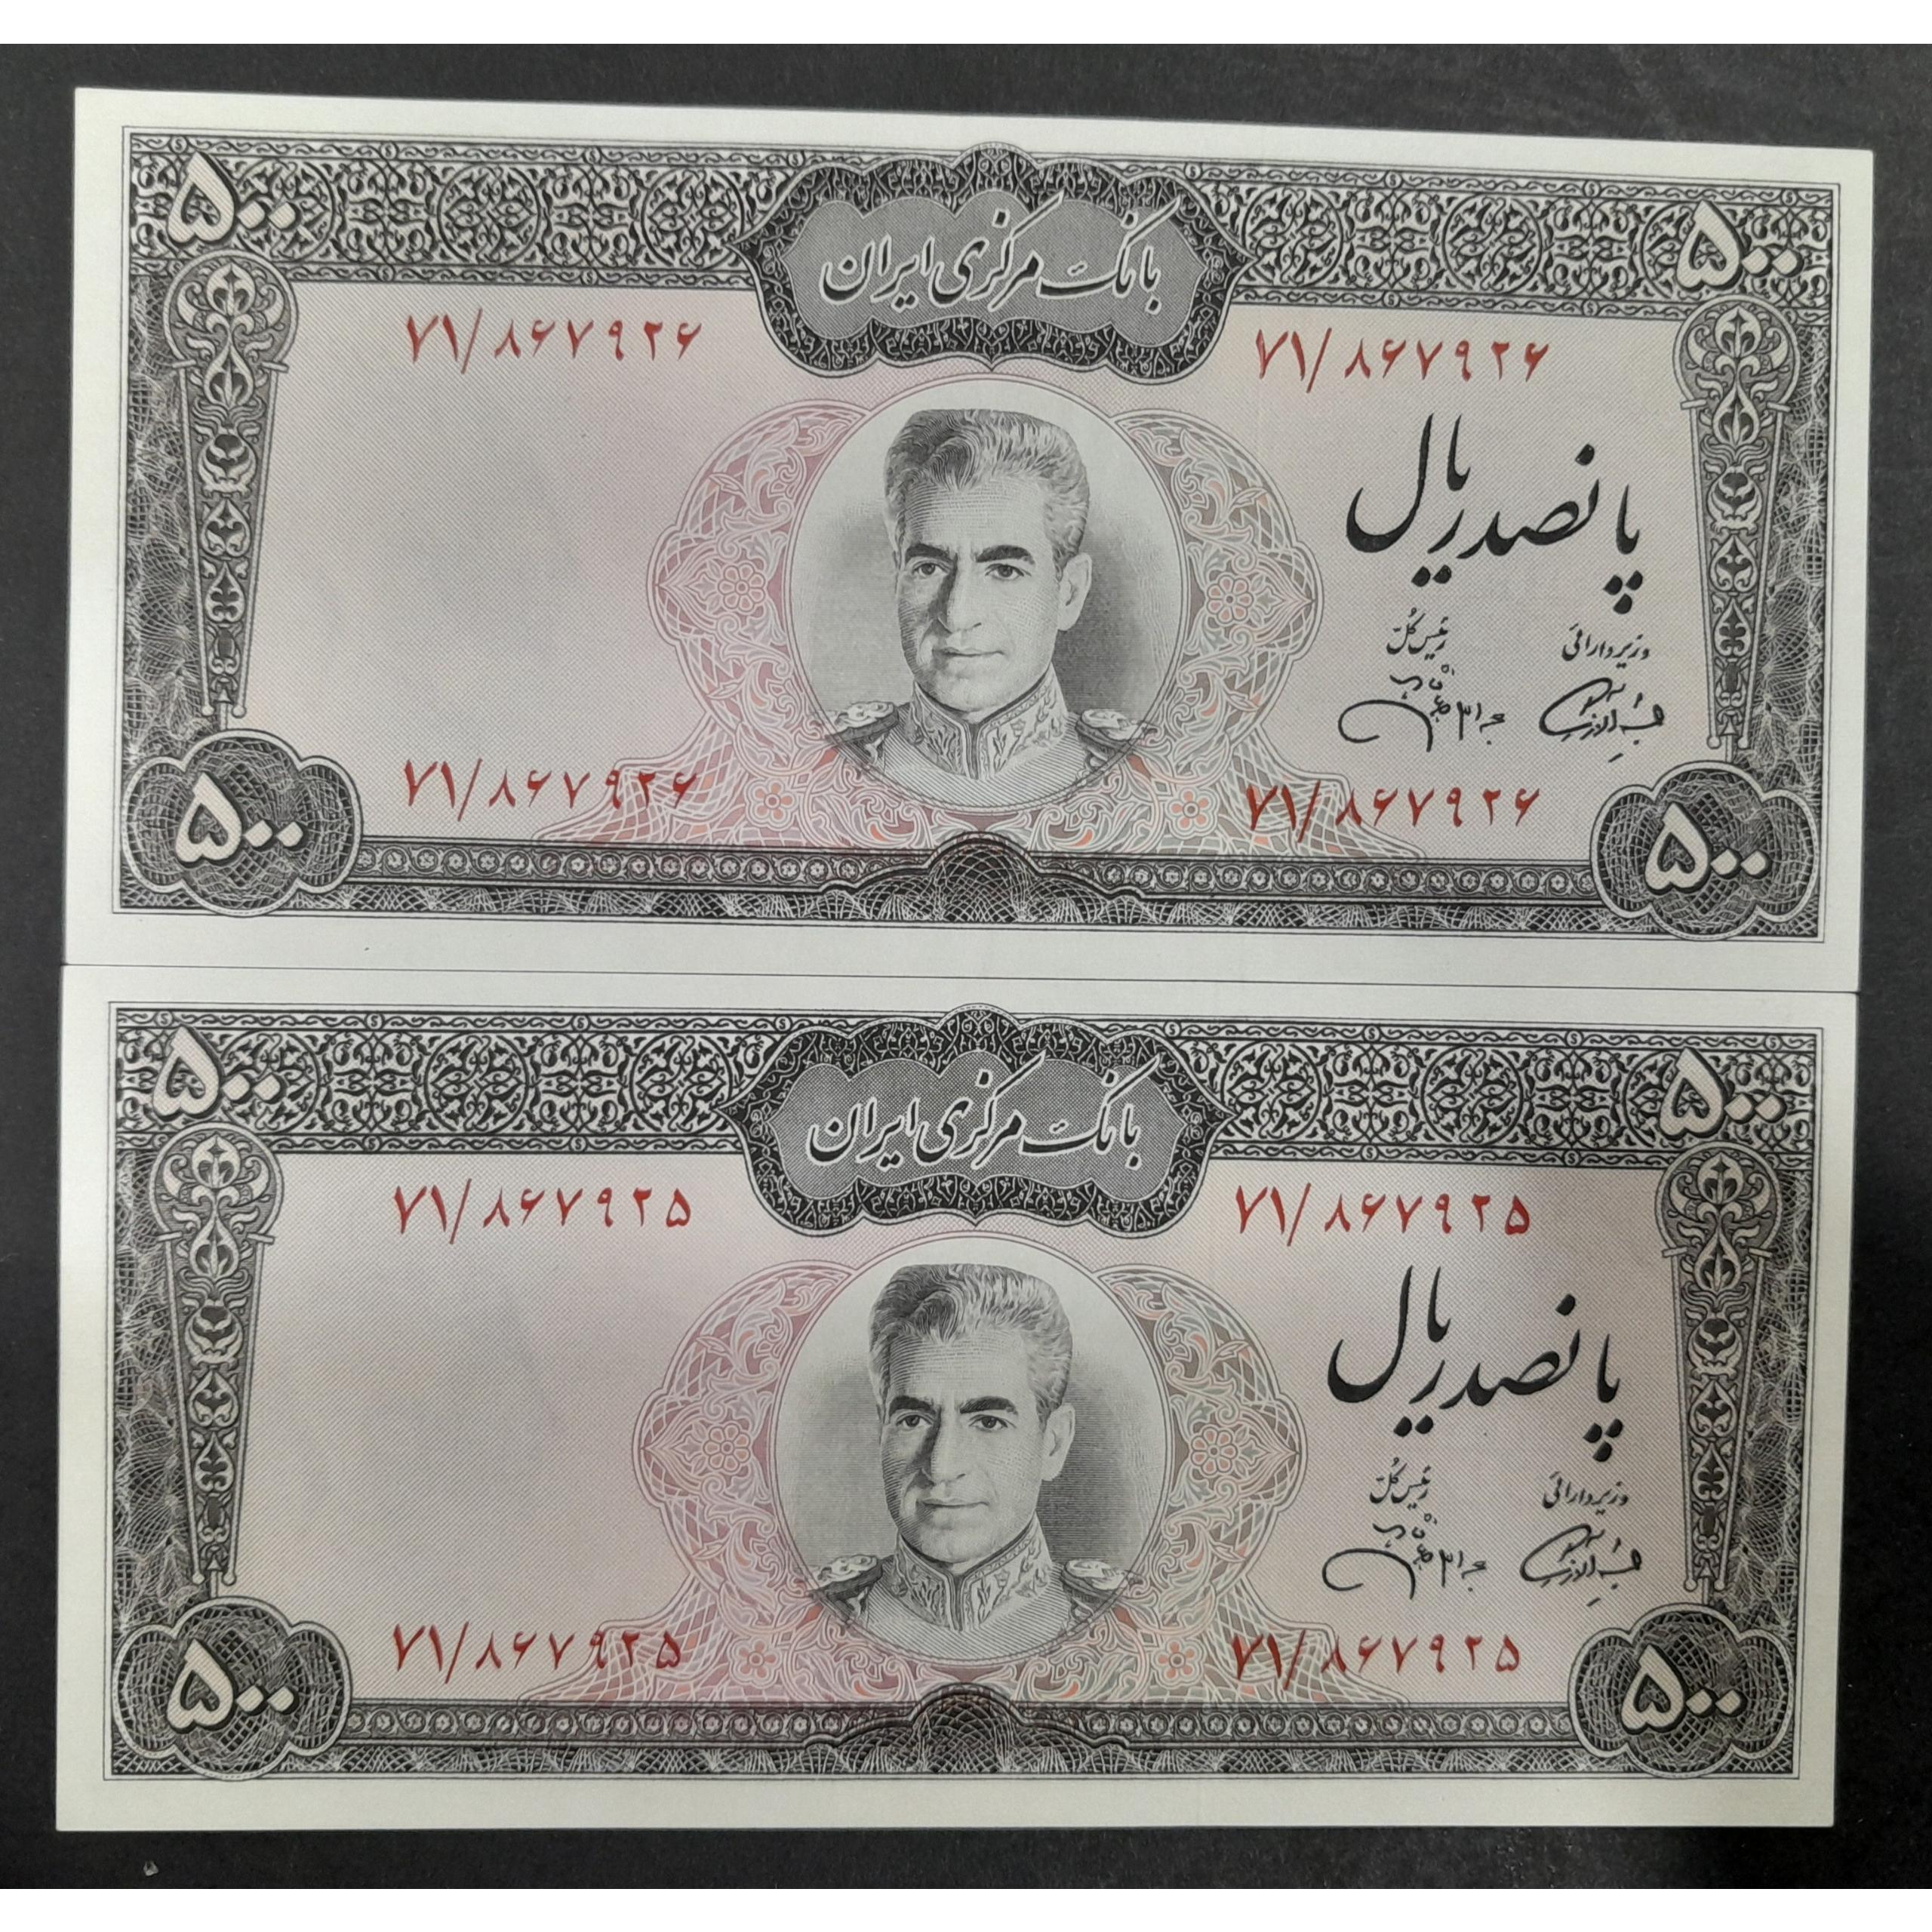 ۵۰۰ ۵۰۰
بانک مرکزی ایران
۷۱/۸۶۷۹۲۶ ۷۱/۸۶۷۹۲۶
پانصد ریال
وزیر دارائی رئیس کل
۷۱/۸۶۷۹۲۶ ۷۱/۸۶۷۹۲۶
۵۰۰ ۵۰۰
۵۰۰ ۵۰۰
بانک مرکزی ایران
۷۱/۸۶۷۹۲۵ ۷۱/۸۶۷۹۲۵
پانصد ریال
وزیر دارائی رئیس کل
۷۱/۸۶۷۹۲۵ ۷۱/۸۶۷۹۲۵
۵۰۰ ۵۰۰